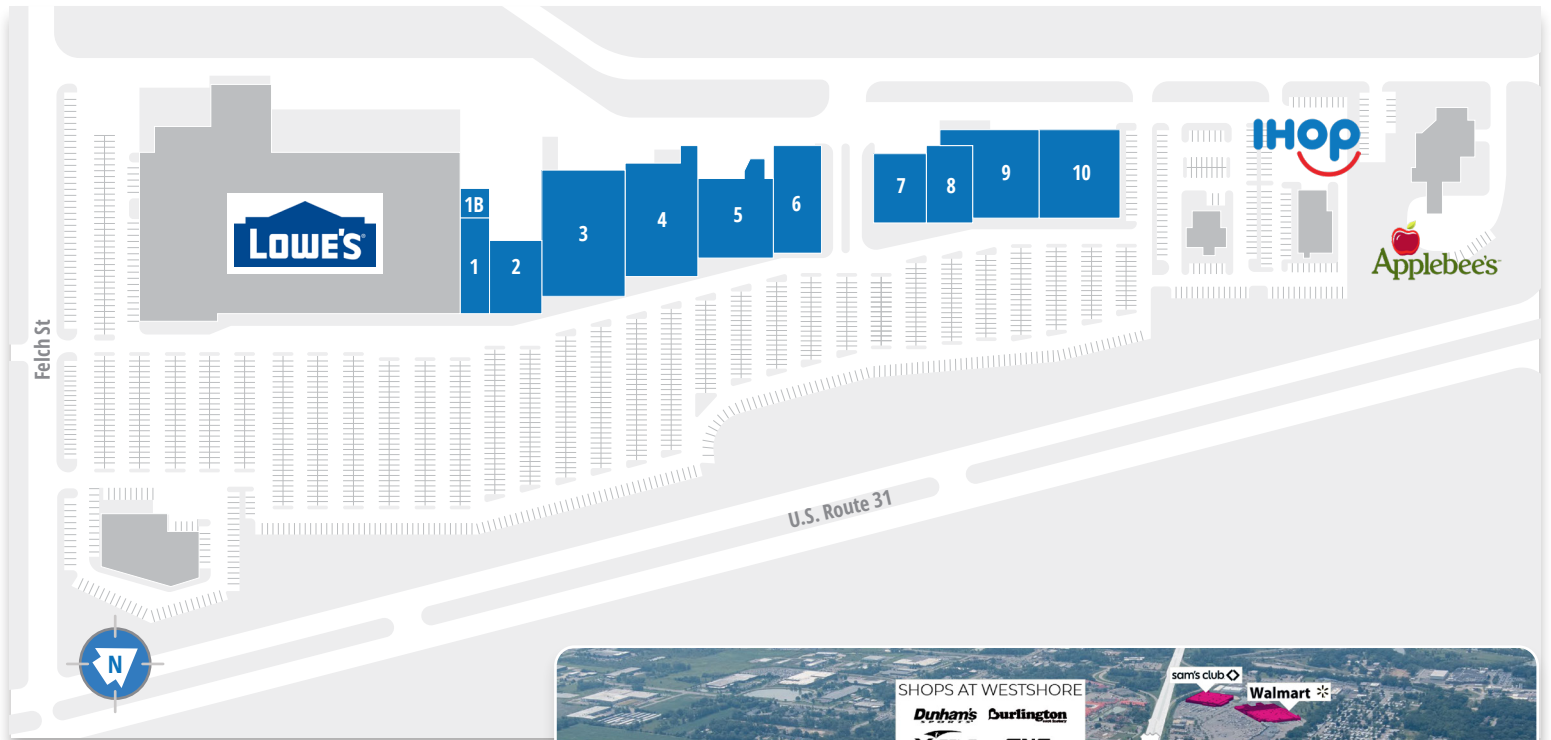 IHOP
LOWE'S
1B
1
2
3
4
5
6
7
8
9
10
Applebee's
Felch St
U.S. Route 31
N
SHOPS AT WESTSHORE
Dunham's SPORTS
Burlington
sam's club
Walmart